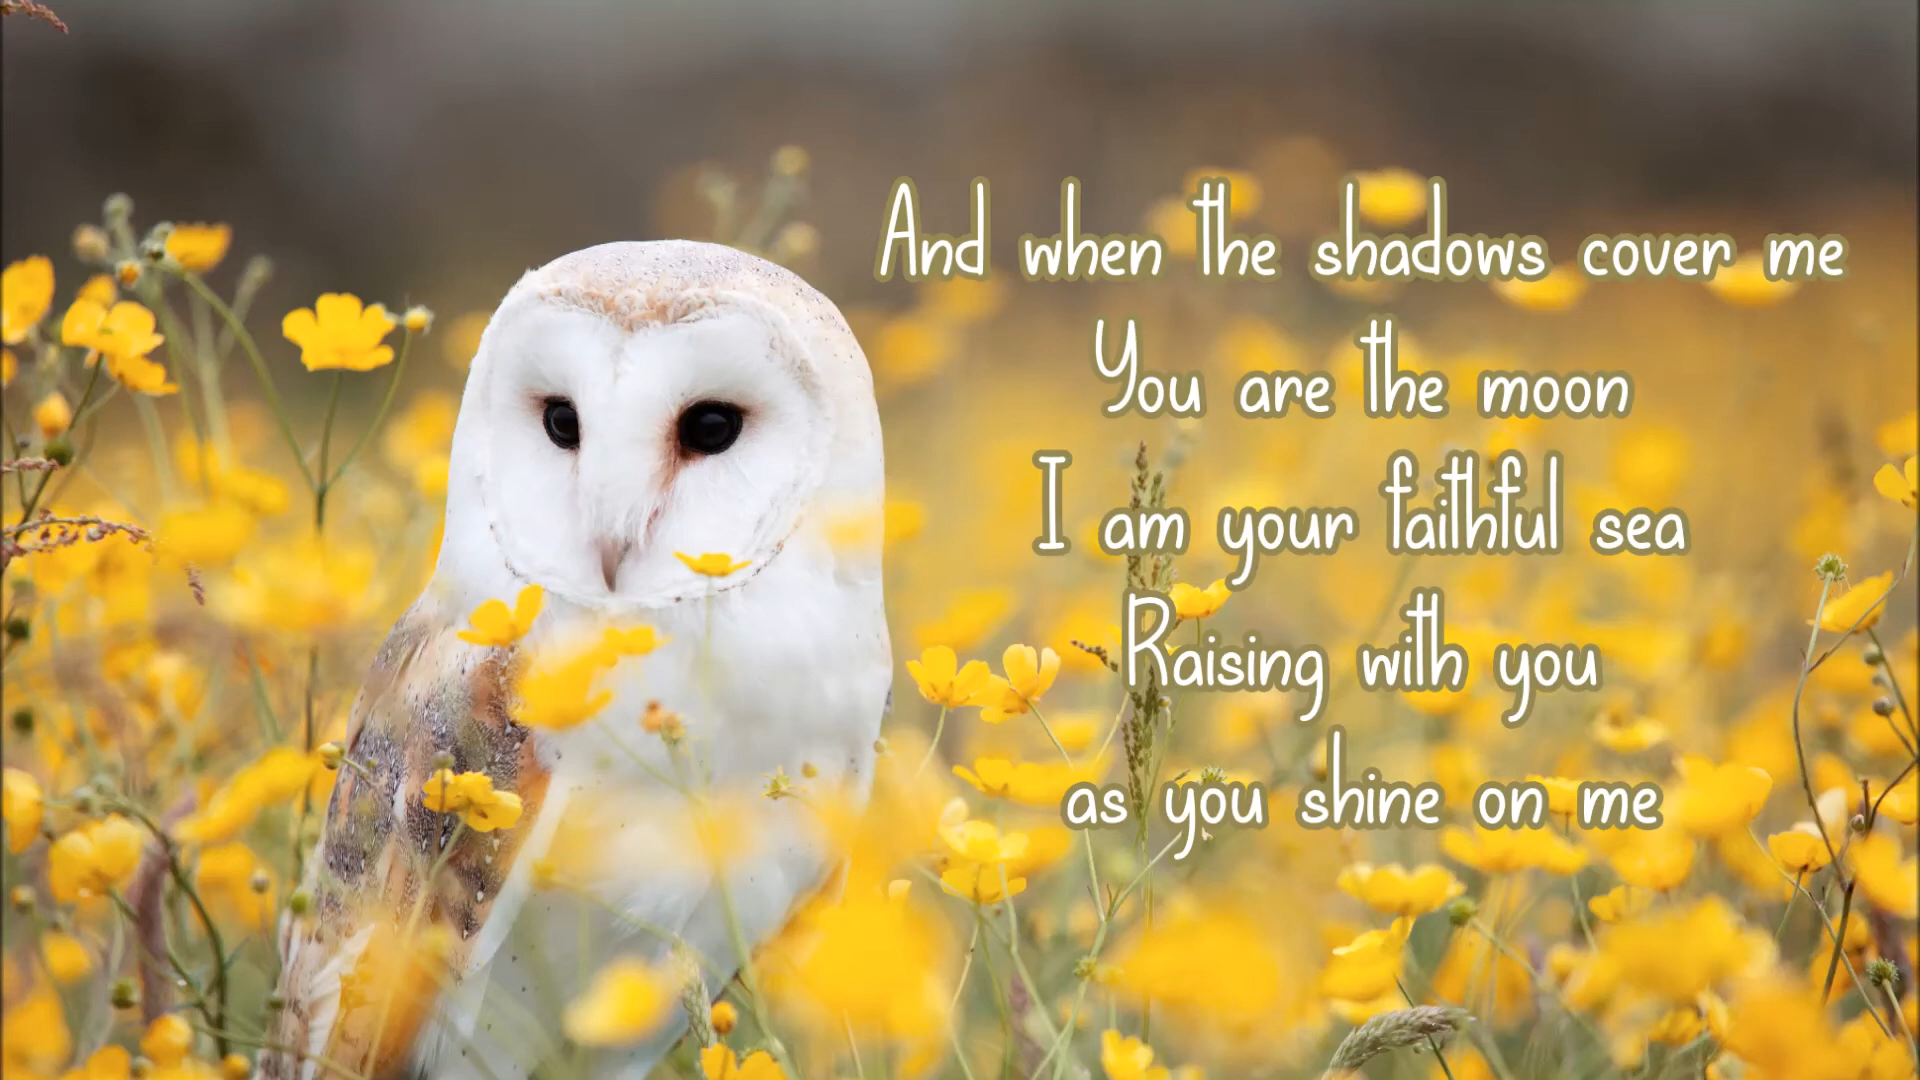 And when the shadows cover me
You are the moon
I am your faithful sea
Raising with you
as you shine on me